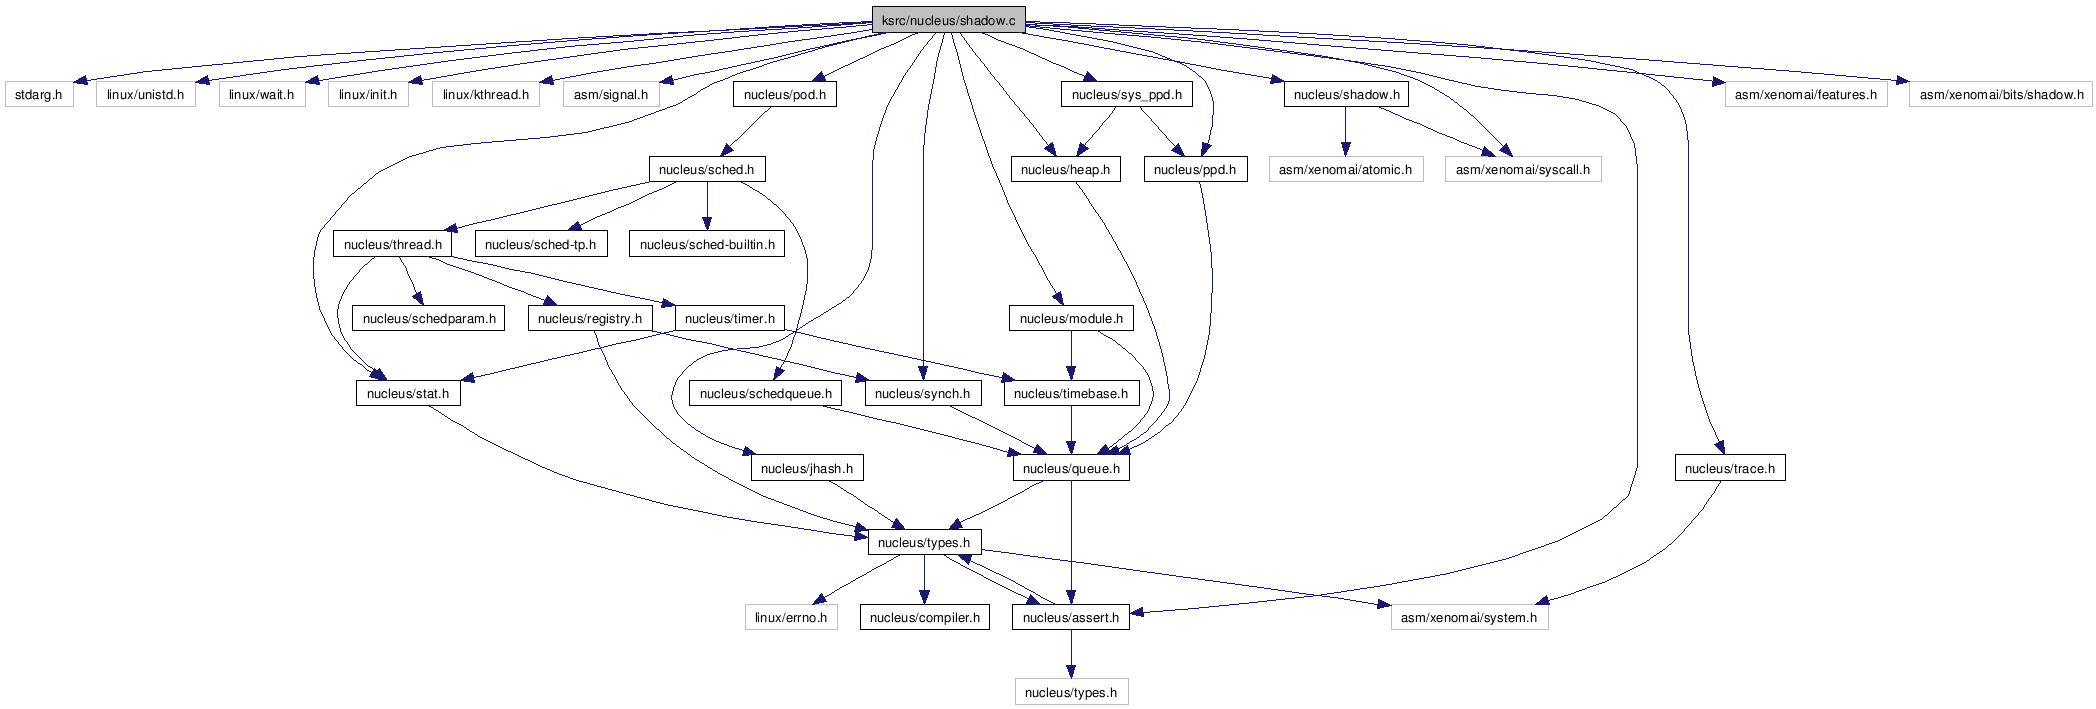 ksrc/nucleus/shadow.c
stdarg.h
linux/unistd.h
linux/wait.h
linux/init.h
linux/kthread.h
asm/signal.h
nucleus/pod.h
nucleus/sys_ppd.h
nucleus/shadow.h
asm/xenomai/features.h
asm/xenomai/bits/shadow.h
nucleus/sched.h
nucleus/heap.h
nucleus/ppd.h
asm/xenomai/atomic.h
asm/xenomai/syscall.h
nucleus/thread.h
nucleus/sched-tp.h
nucleus/sched-builtin.h
nucleus/schedparam.h
nucleus/registry.h
nucleus/timer.h
nucleus/module.h
nucleus/stat.h
nucleus/schedqueue.h
nucleus/synch.h
nucleus/timebase.h
nucleus/jhash.h
nucleus/queue.h
nucleus/trace.h
nucleus/types.h
linux/errno.h
nucleus/compiler.h
nucleus/assert.h
asm/xenomai/system.h
nucleus/types.h